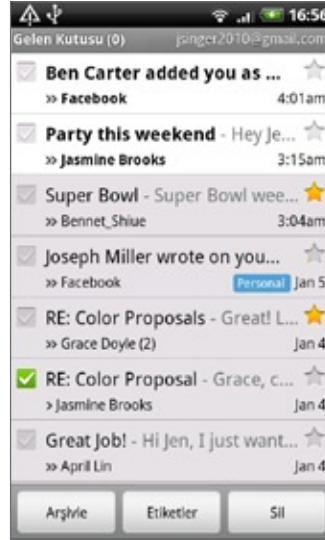 16:56
Gelen Kutusu (0) jsinger2010@gmail.com
Ben Carter added you as ...
» Facebook 4:01am
Party this weekend - Hey Je...
» Jasmine Brooks 3:15am
Super Bowl - Super Bowl wee...
» Bennet_Shiue 3:04am
Joseph Miller wrote on you...
» Facebook Personal Jan 5
RE: Color Proposals - Great! L...
» Grace Doyle (2) Jan 4
RE: Color Proposal - Grace, c...
› Jasmine Brooks Jan 4
Great Job! - Hi Jen, I just want...
» April Lin Jan 4
Arşivle Etiketler Sil